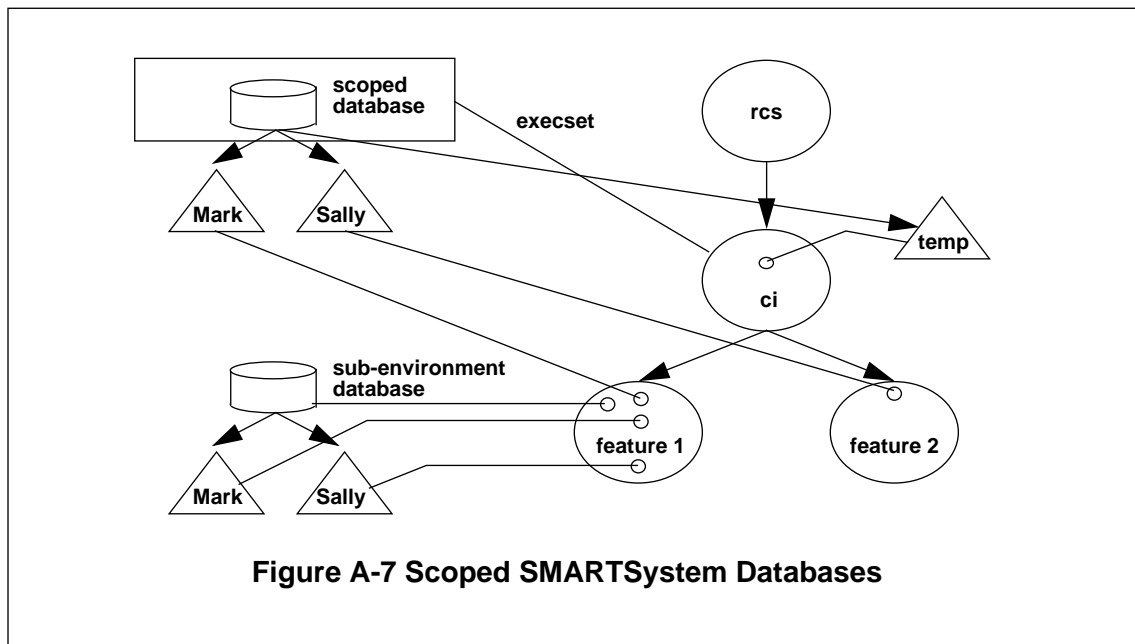 scoped
database
execset
rcs
Mark
Sally
temp
ci
sub-environment
database
feature 1
feature 2
Mark
Sally
Figure A-7 Scoped SMARTSystem Databases